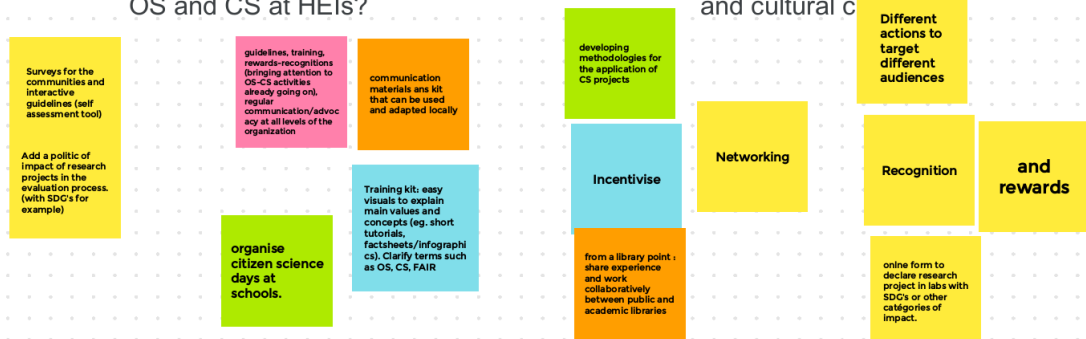 OS and CS at HEIs?
Surveys for the
communities and
interactive
guidelines (self
assessment tool)
Add a politic of
impact of research
projects in the
evaluation process.
(with SDG's for
example)
guidelines, training,
rewards-recognitions
(bringing attention to
OS-CS activities
already going on),
regular
communication/advoc
acy at all levels of the
organization
communication
materials ans kit
that can be used
and adapted locally
Training kit: easy
visuals to explain
main values and
concepts (eg. short
tutorials,
factsheets/infographi
cs). Clarify terms such
as OS, CS, FAIR
organise
citizen science
days at
schools.
and cultural c
developing
methodologies for
the application of
CS projects
Incentivise
from a library point :
share experience
and work
collaboratively
between public and
academic libraries
Networking
Different
actions to
target
different
audiences
Recognition
and
rewards
onlne form to
declare research
project in labs with
SDG's or other
catégories of
impact.